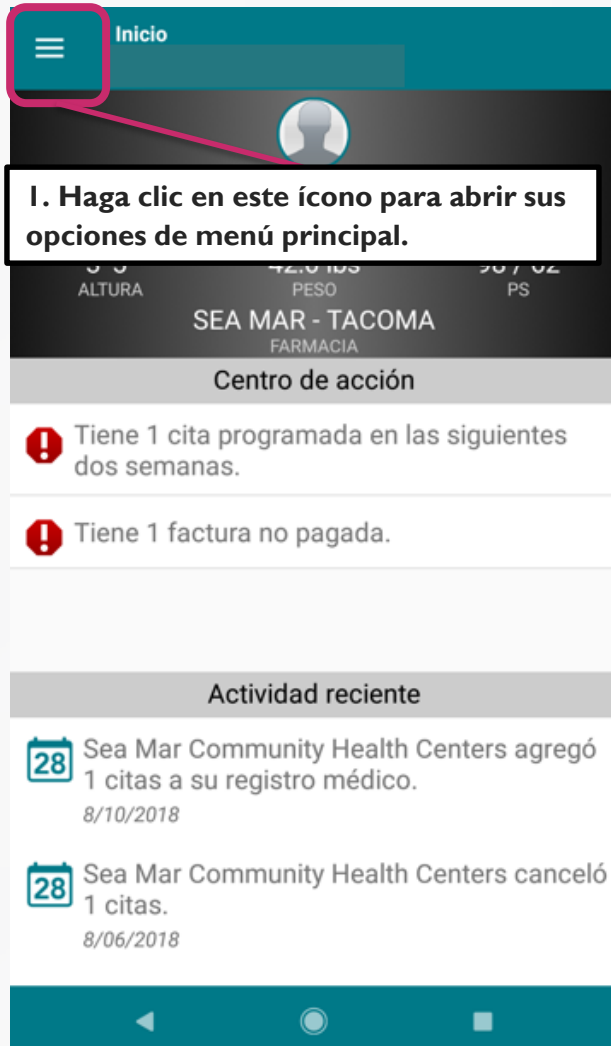 Inicio
1. Haga clic en este ícono para abrir sus
opciones de menú principal.
ALTURA
PESO
PS
SEA MAR - TACOMA
FARMACIA
Centro de acción
Tiene 1 cita programada en las siguientes
dos semanas.
Tiene 1 factura no pagada.
Actividad reciente
28
Sea Mar Community Health Centers agregó
1 citas a su registro médico.
8/10/2018
28
Sea Mar Community Health Centers canceló
1 citas.
8/06/2018